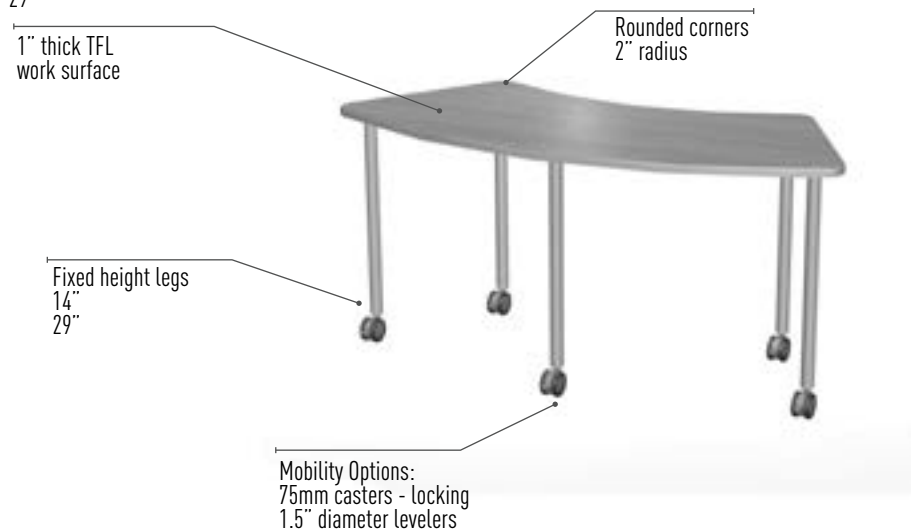 1” thick TFL
work surface
Rounded corners
2” radius
Fixed height legs
14”
29”
Mobility Options:
75mm casters - locking
1.5” diameter levelers